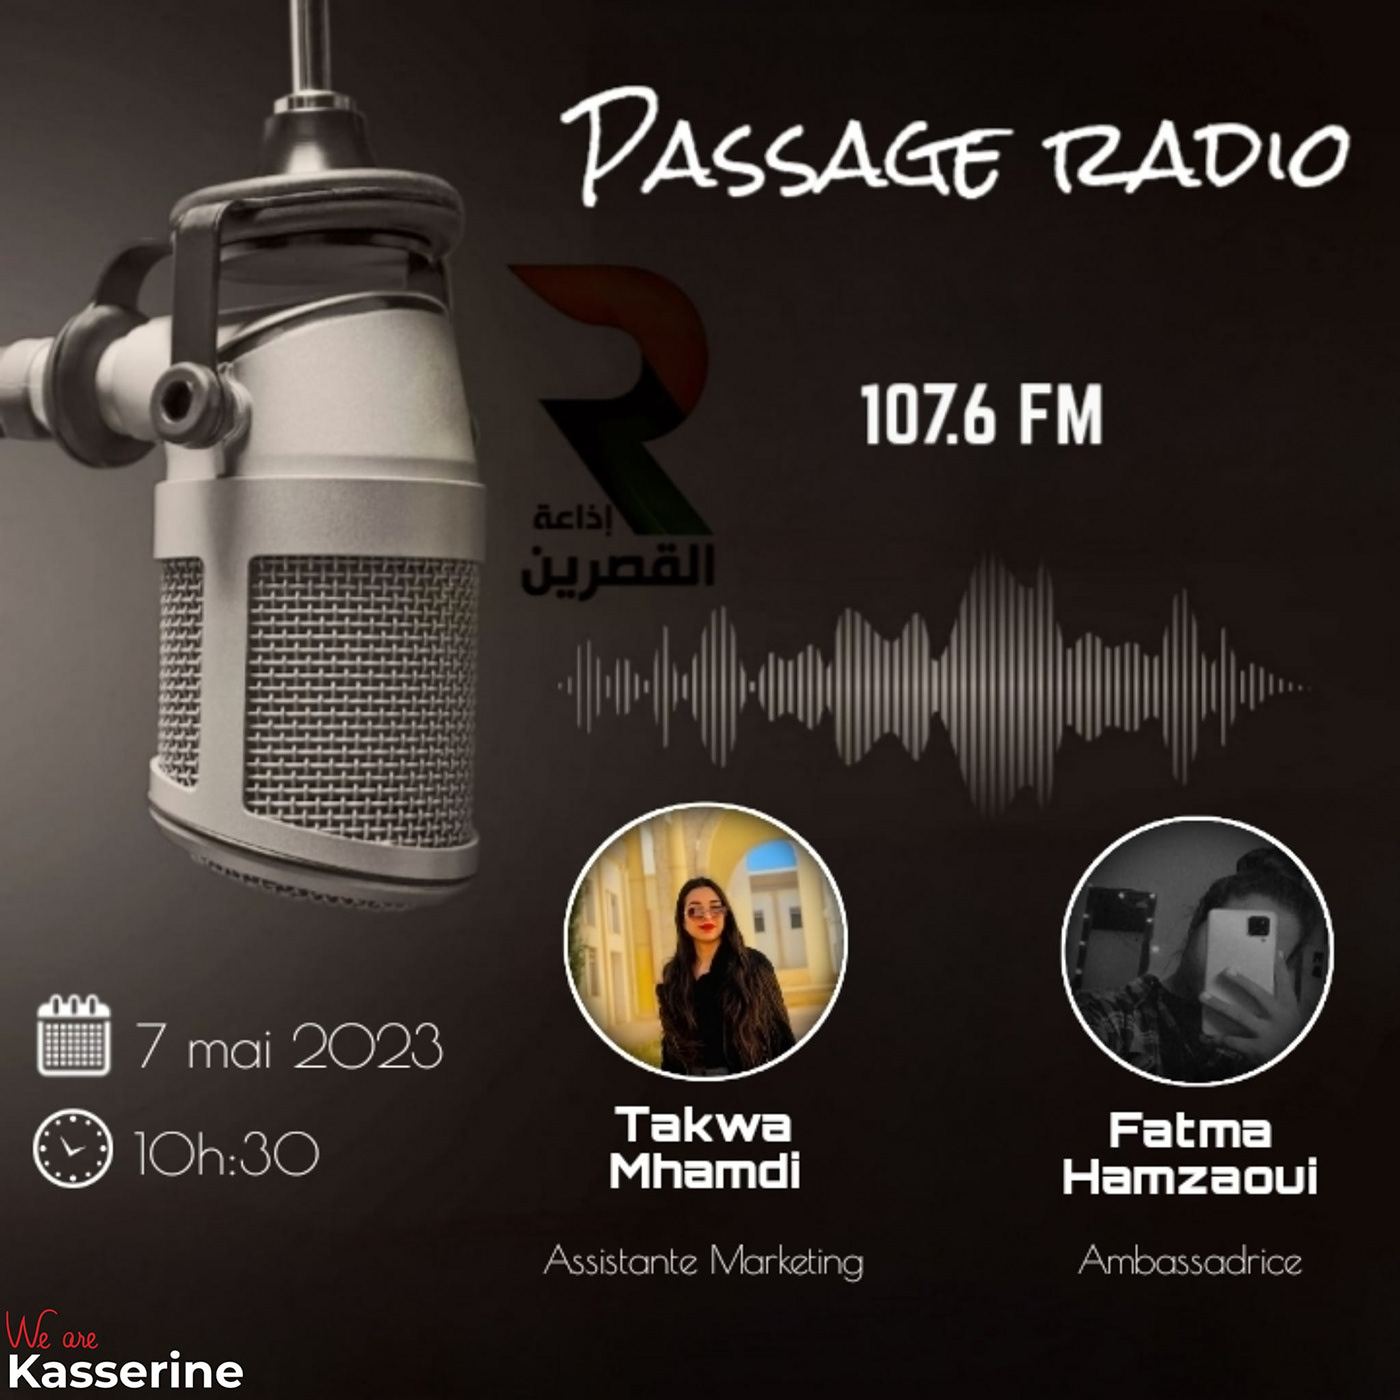 Passage radio
107.6 FM
إذاعة
القصرين
7 mai 2023
10h:30
Takwa
Mhamdi
Assistante Marketing
Fatma
Hamzaoui
Ambassadrice
We are
Kasserine